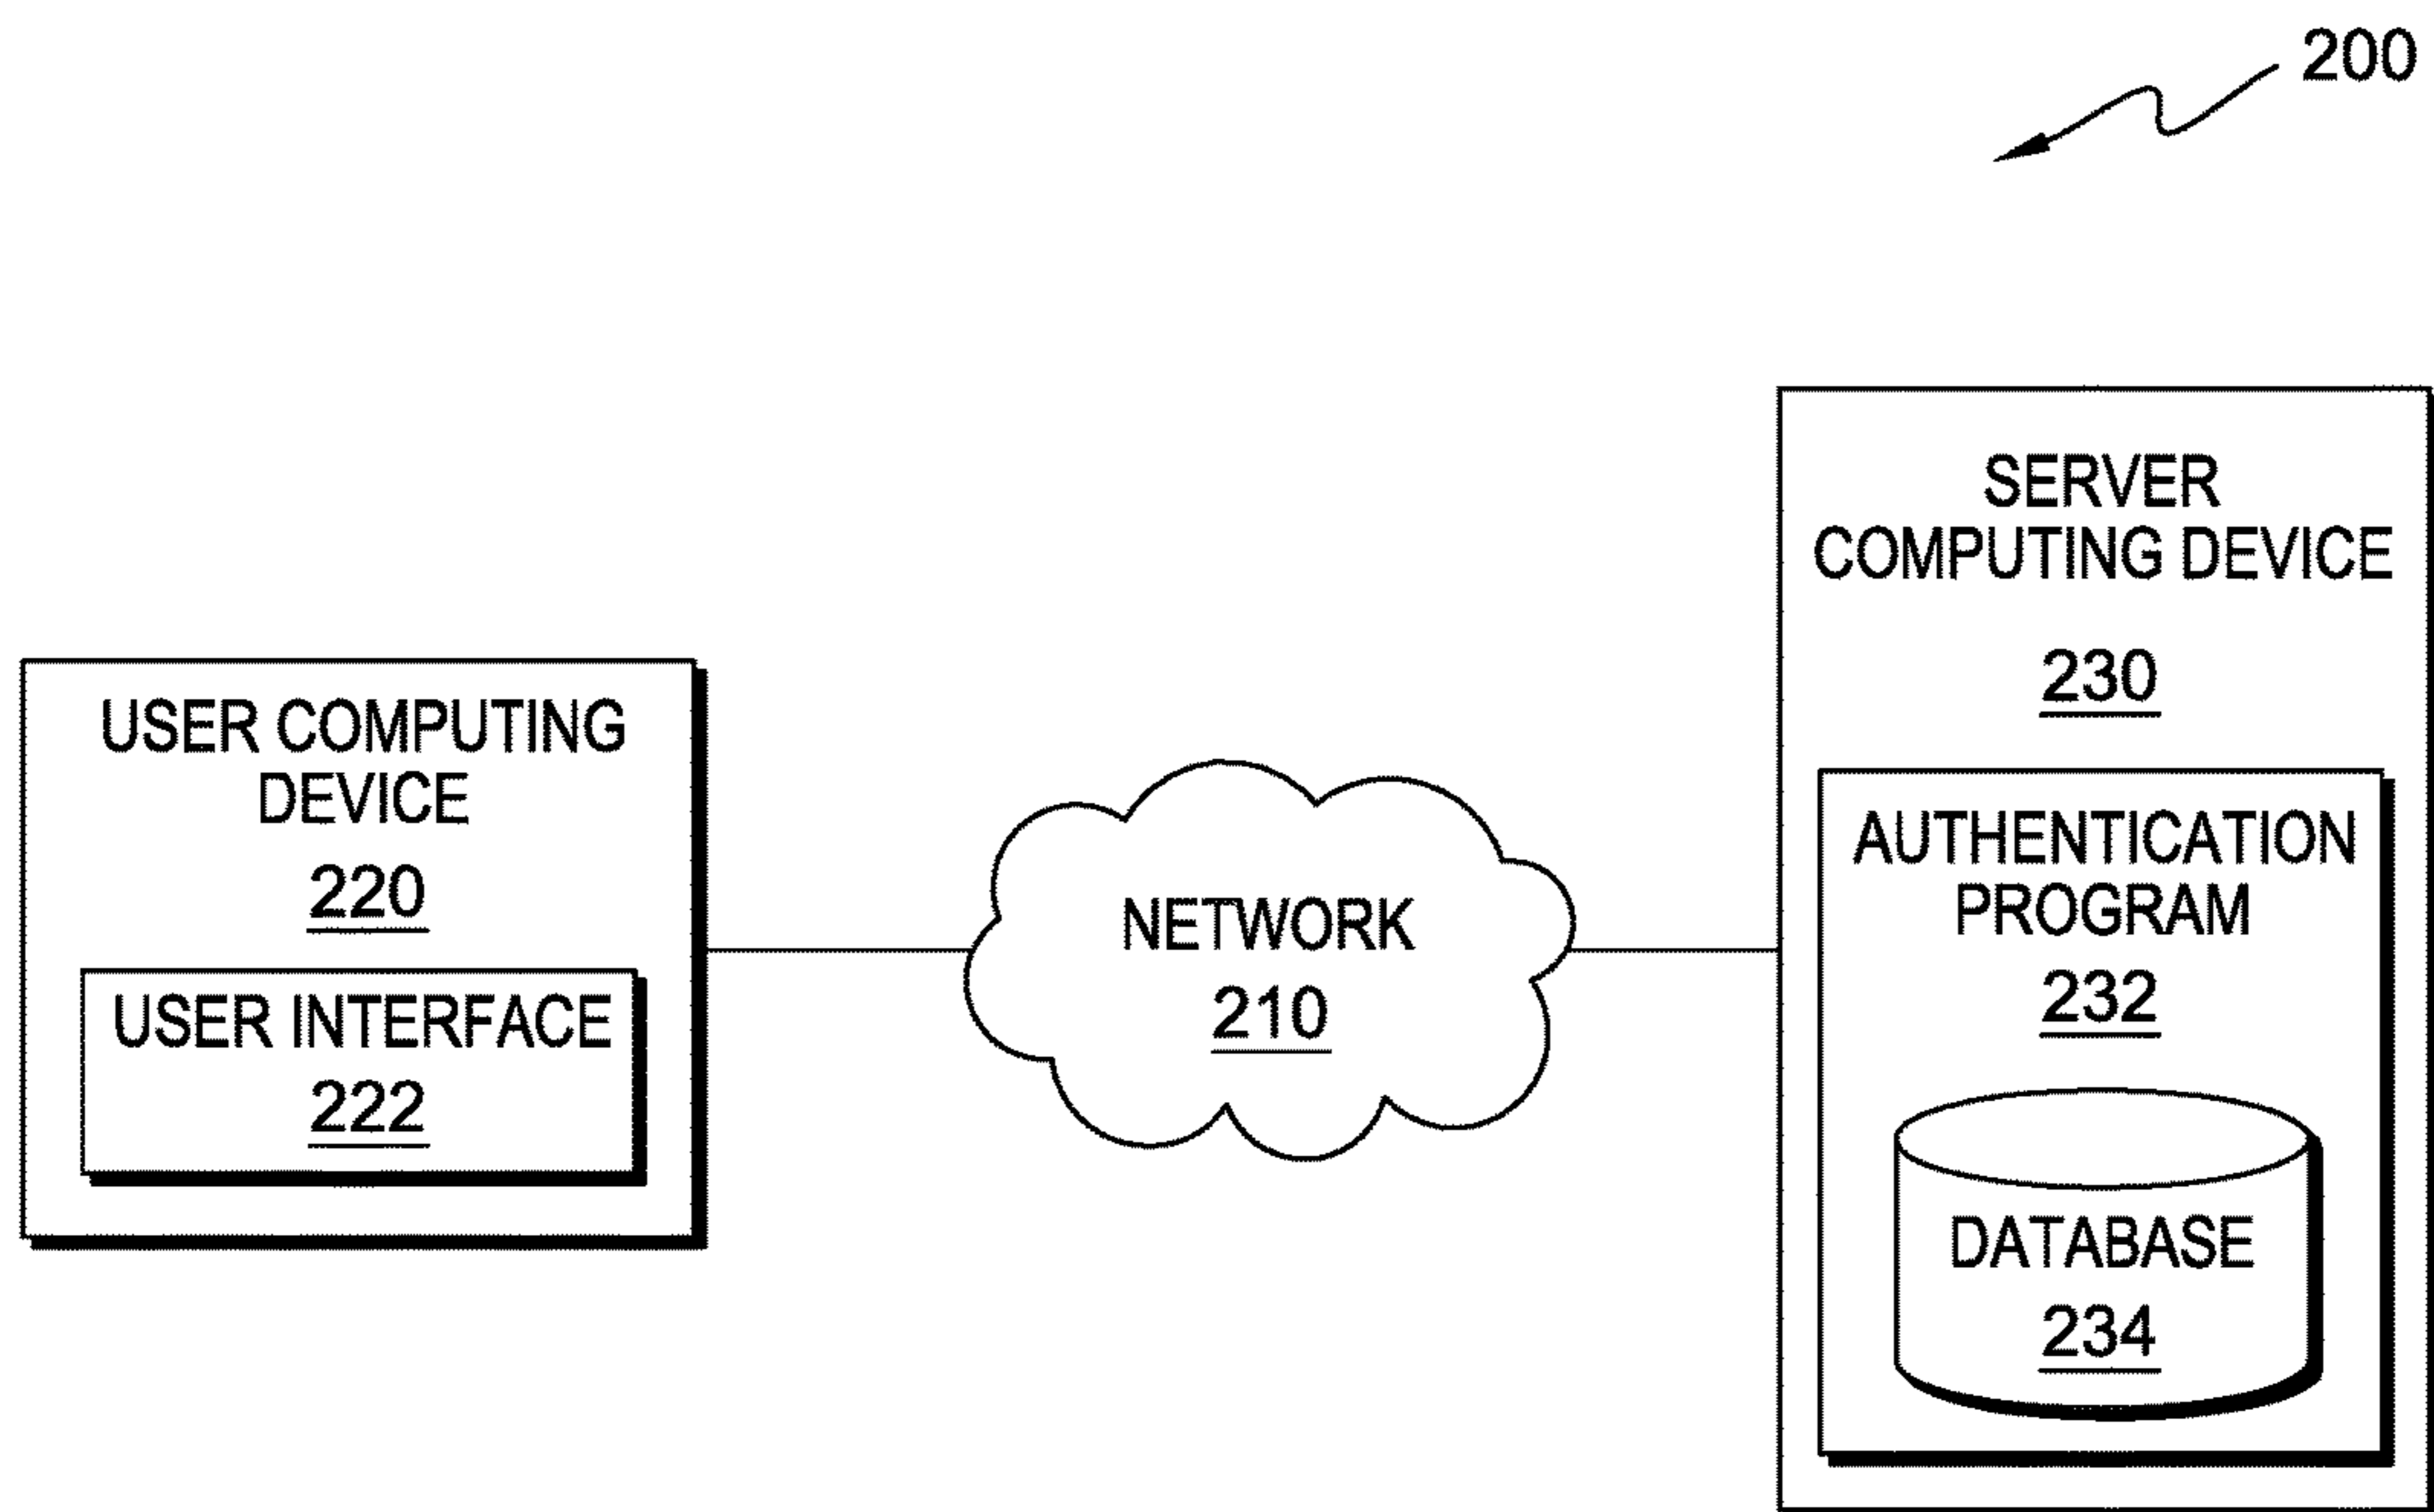 200
USER COMPUTING
DEVICE
220
USER INTERFACE
222
NETWORK
210
SERVER
COMPUTING DEVICE
230
AUTHENTICATION
PROGRAM
232
DATABASE
234